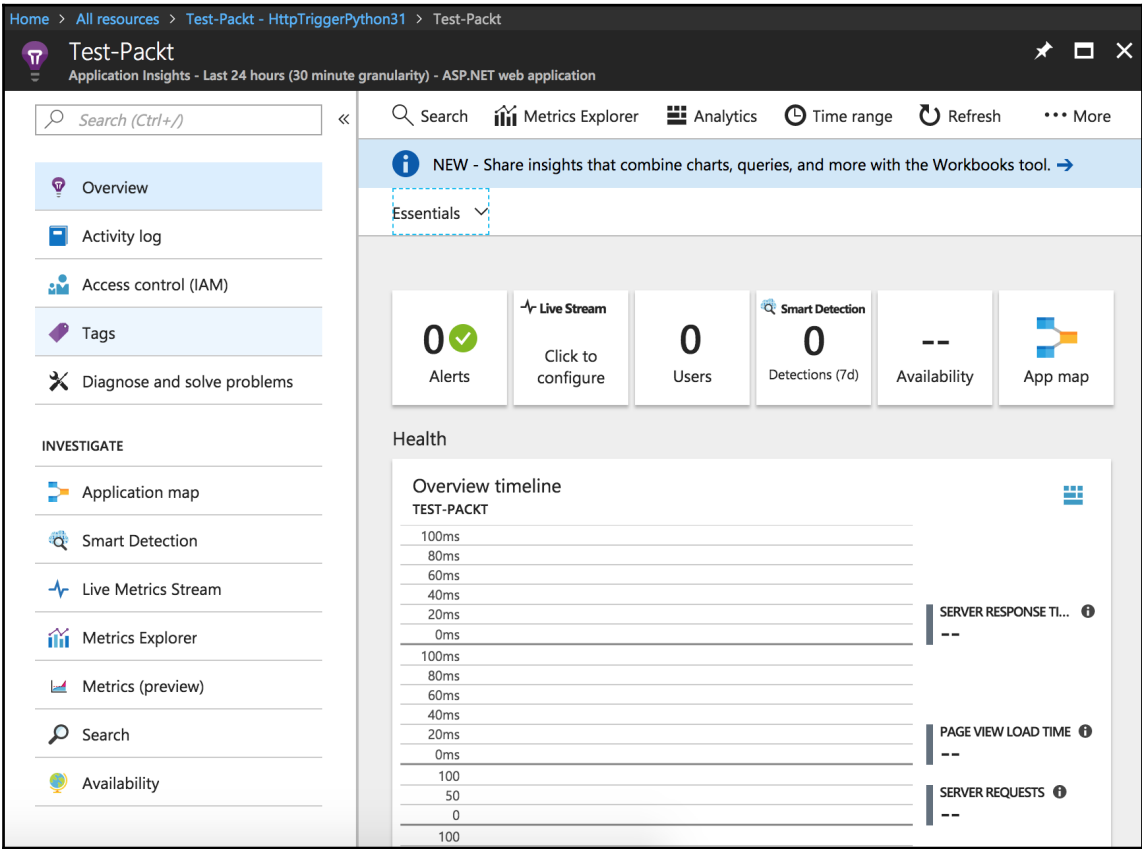 Home > All resources > Test-Packt - HttpTriggerPython31 > Test-Packt
Test-Packt
Application Insights - Last 24 hours (30 minute granularity) - ASP.NET web application
Search (Ctrl+/)
«
Overview
Activity log
Access control (IAM)
Tags
Diagnose and solve problems
INVESTIGATE
Application map
Smart Detection
Live Metrics Stream
Metrics Explorer
Metrics (preview)
Search
Availability
Search Metrics Explorer Analytics Time range Refresh ••• More
NEW - Share insights that combine charts, queries, and more with the Workbooks tool. →
Essentials
0
Alerts
Live Stream
Click to
configure
0
Users
Smart Detection
0
Detections (7d)
--
Availability
App map
Health
Overview timeline
TEST-PACKT
100ms
80ms
60ms
40ms
20ms
0ms
SERVER RESPONSE TI...
--
100ms
80ms
60ms
40ms
20ms
0ms
PAGE VIEW LOAD TIME
--
100
50
0
SERVER REQUESTS
--
100